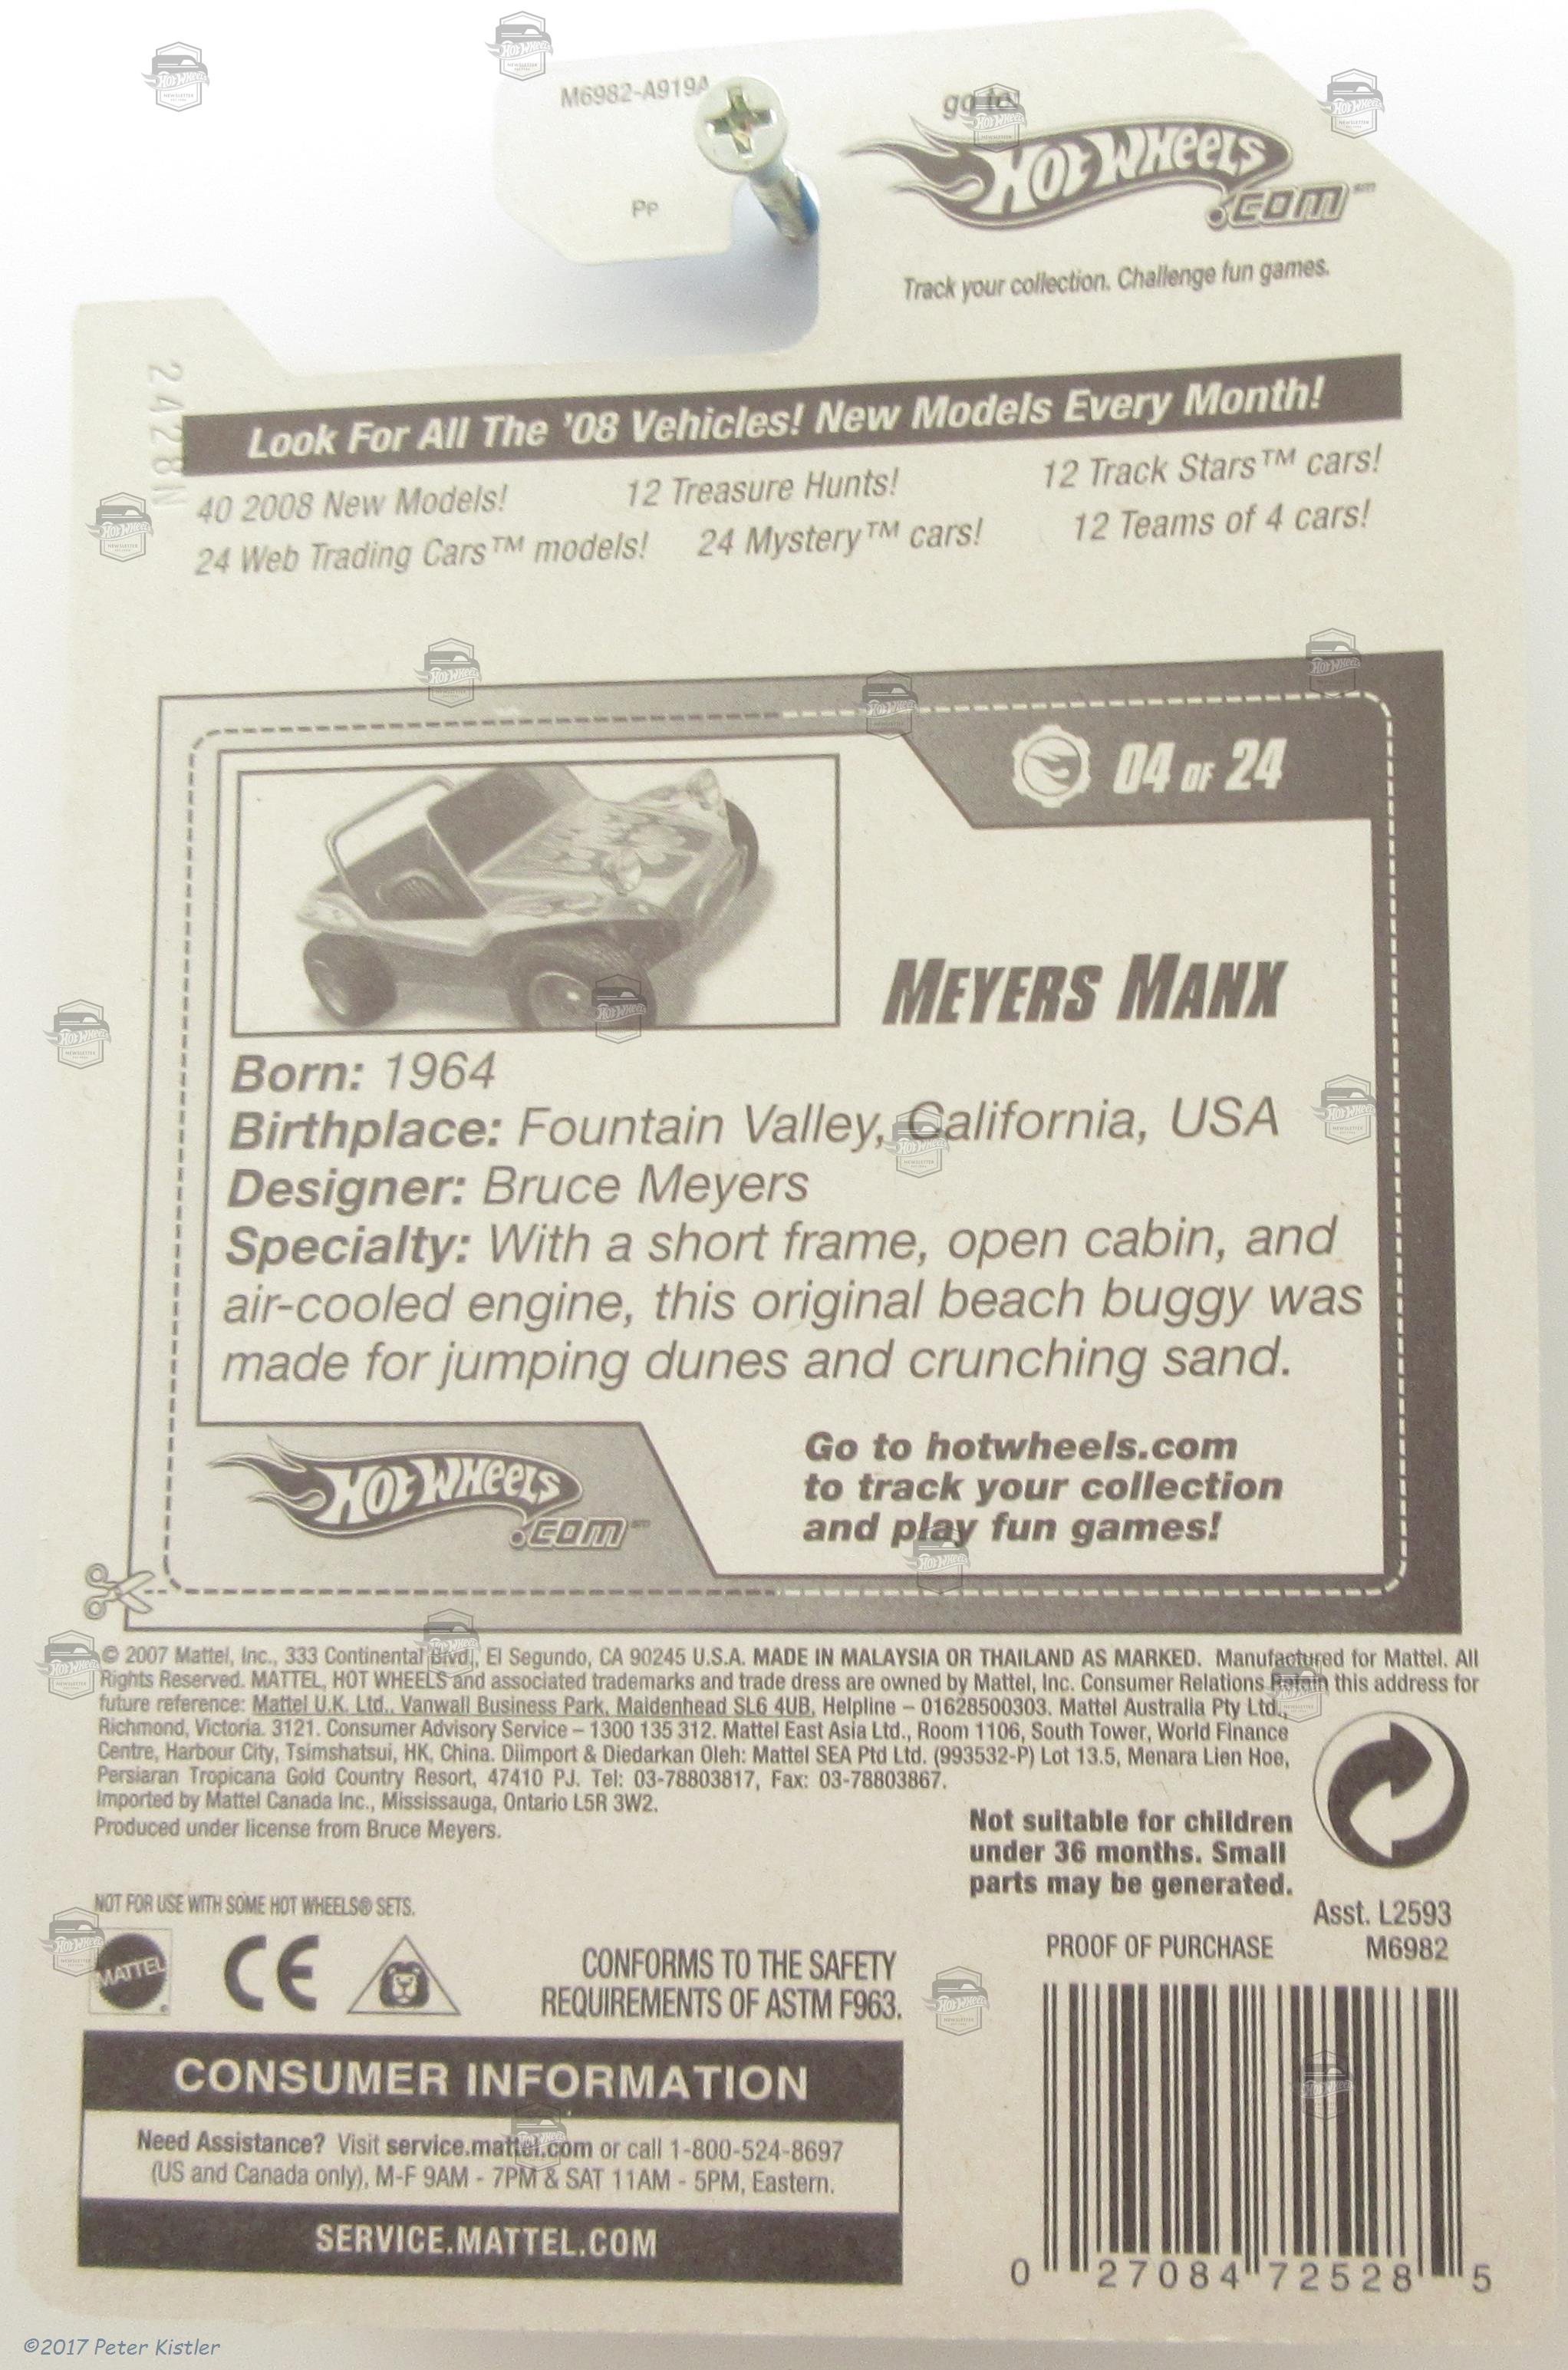 M6982-A919A
Pp
go to
HOT WHEELS
.COM℠
Track your collection. Challenge fun games.
2428N
Look For All The '08 Vehicles! New Models Every Month!
40 2008 New Models! 12 Treasure Hunts! 12 Track Stars™ cars!
24 Web Trading Cars™ models! 24 Mystery™ cars! 12 Teams of 4 cars!
04 OF 24
MEYERS MANX
Born: 1964
Birthplace: Fountain Valley, California, USA
Designer: Bruce Meyers
Specialty: With a short frame, open cabin, and
air-cooled engine, this original beach buggy was
made for jumping dunes and crunching sand.
HOT WHEELS
.COM℠
Go to hotwheels.com
to track your collection
and play fun games!
© 2007 Mattel, Inc., 333 Continental Blvd., El Segundo, CA 90245 U.S.A. MADE IN MALAYSIA OR THAILAND AS MARKED. Manufactured for Mattel. All
Rights Reserved. MATTEL, HOT WHEELS and associated trademarks and trade dress are owned by Mattel, Inc. Consumer Relations Retain this address for
future reference: Mattel U.K. Ltd., Vanwall Business Park, Maidenhead SL6 4UB, Helpline – 01628500303. Mattel Australia Pty Ltd.,
Richmond, Victoria. 3121. Consumer Advisory Service – 1300 135 312. Mattel East Asia Ltd., Room 1106, South Tower, World Finance
Centre, Harbour City, Tsimshatsui, HK, China. Diimport & Diedarkan Oleh: Mattel SEA Ptd Ltd. (993532-P) Lot 13.5, Menara Lien Hoe,
Persiaran Tropicana Gold Country Resort, 47410 PJ. Tel: 03-78803817, Fax: 03-78803867.
Imported by Mattel Canada Inc., Mississauga, Ontario L5R 3W2.
Produced under license from Bruce Meyers.
Not suitable for children
under 36 months. Small
parts may be generated.
NOT FOR USE WITH SOME HOT WHEELS® SETS.
Asst. L2593
PROOF OF PURCHASE M6982
MATTEL
CE
CONFORMS TO THE SAFETY
REQUIREMENTS OF ASTM F963.
CONSUMER INFORMATION
Need Assistance? Visit service.mattel.com or call 1-800-524-8697
(US and Canada only), M-F 9AM - 7PM & SAT 11AM - 5PM, Eastern.
SERVICE.MATTEL.COM
0 27084 72528 5
©2017 Peter Kistler